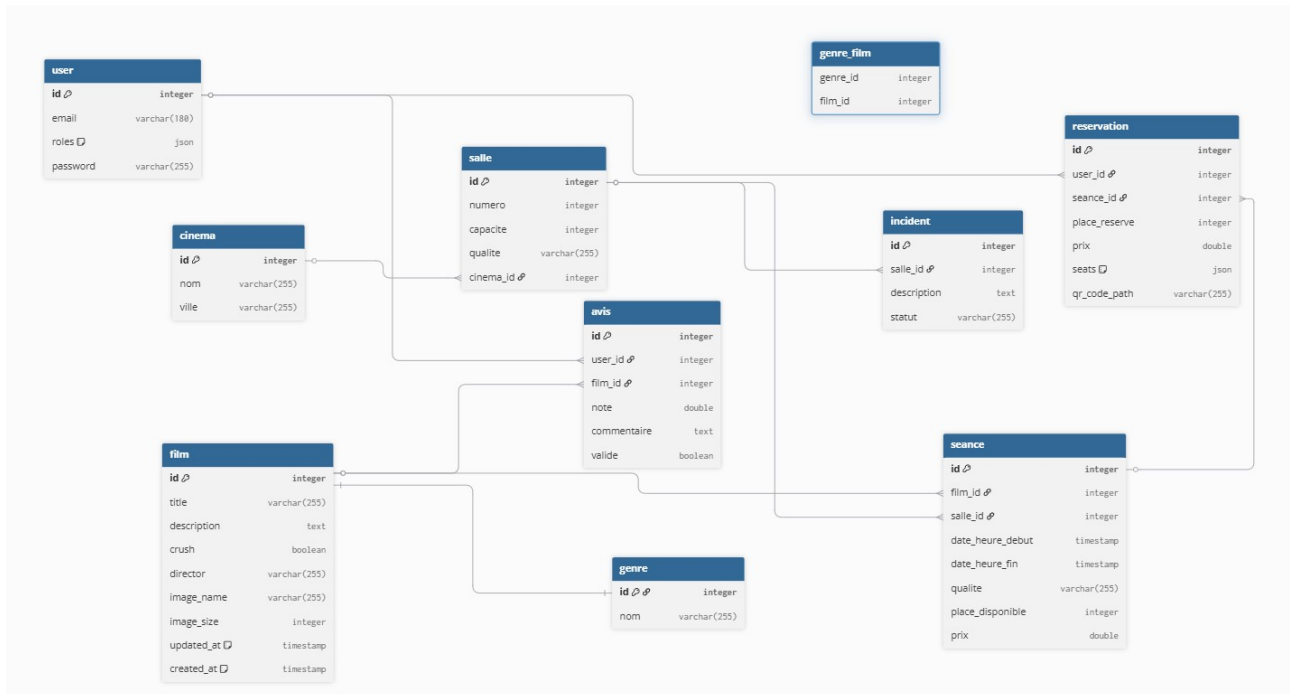 user
id integer
email varchar(180)
roles json
password varchar(255)
genre_film
genre_id integer
film_id integer
reservation
id integer
user_id integer
seance_id integer
place_reserve integer
prix double
seats json
qr_code_path varchar(255)
salle
id integer
numero integer
capacite integer
qualite varchar(255)
cinema_id integer
incident
id integer
salle_id integer
description text
statut varchar(255)
cinema
id integer
nom varchar(255)
ville varchar(255)
avis
id integer
user_id integer
film_id integer
note double
commentaire text
valide boolean
film
id integer
title varchar(255)
description text
crush boolean
director varchar(255)
image_name varchar(255)
image_size integer
updated_at timestamp
created_at timestamp
seance
id integer
film_id integer
salle_id integer
date_heure_debut timestamp
date_heure_fin timestamp
qualite varchar(255)
place_disponible integer
prix double
genre
id integer
nom varchar(255)